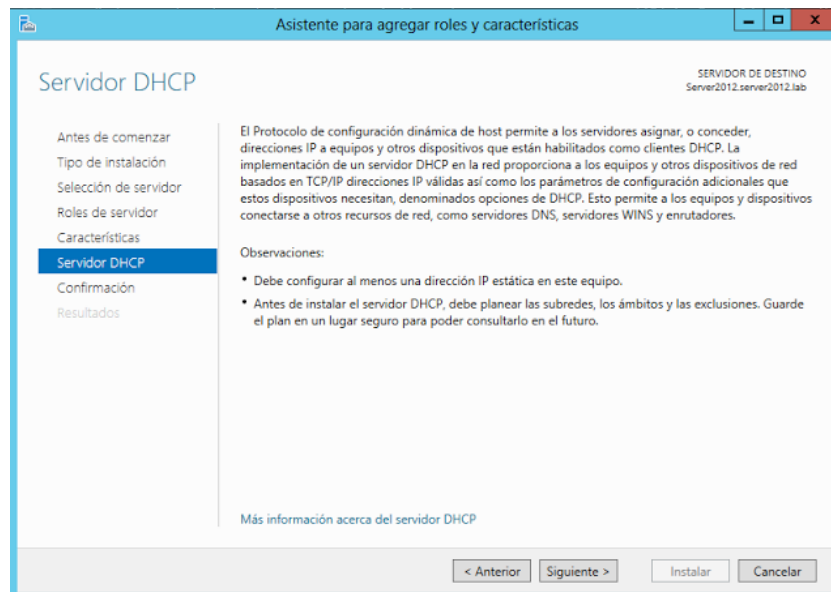 Asistente para agregar roles y características
Servidor DHCP
SERVIDOR DE DESTINO
Server2012.server2012.lab
Antes de comenzar
Tipo de instalación
Selección de servidor
Roles de servidor
Características
Servidor DHCP
Confirmación
Resultados
El Protocolo de configuración dinámica de host permite a los servidores asignar, o conceder,
direcciones IP a equipos y otros dispositivos que están habilitados como clientes DHCP. La
implementación de un servidor DHCP en la red proporciona a los equipos y otros dispositivos de red
basados en TCP/IP direcciones IP válidas así como los parámetros de configuración adicionales que
estos dispositivos necesitan, denominados opciones de DHCP. Esto permite a los equipos y dispositivos
conectarse a otros recursos de red, como servidores DNS, servidores WINS y enrutadores.
Observaciones:
• Debe configurar al menos una dirección IP estática en este equipo.
• Antes de instalar el servidor DHCP, debe planear las subredes, los ámbitos y las exclusiones. Guarde
el plan en un lugar seguro para poder consultarlo en el futuro.
Más información acerca del servidor DHCP
< Anterior
Siguiente >
Instalar
Cancelar